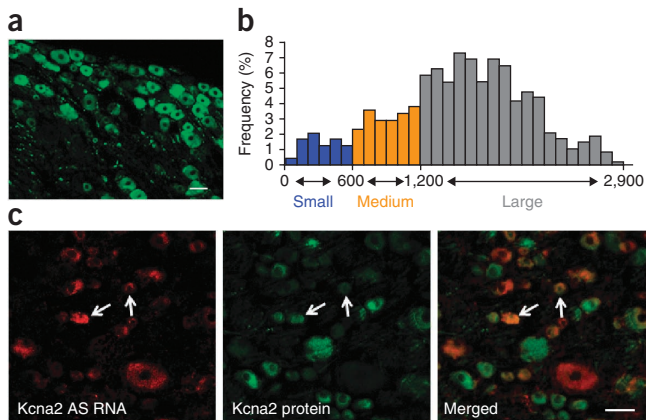 a
b
Frequency (%)
8
7
6
5
4
3
2
1
0
0 600 1,200 2,900
Small Medium Large
c
Kcna2 AS RNA
Kcna2 protein
Merged